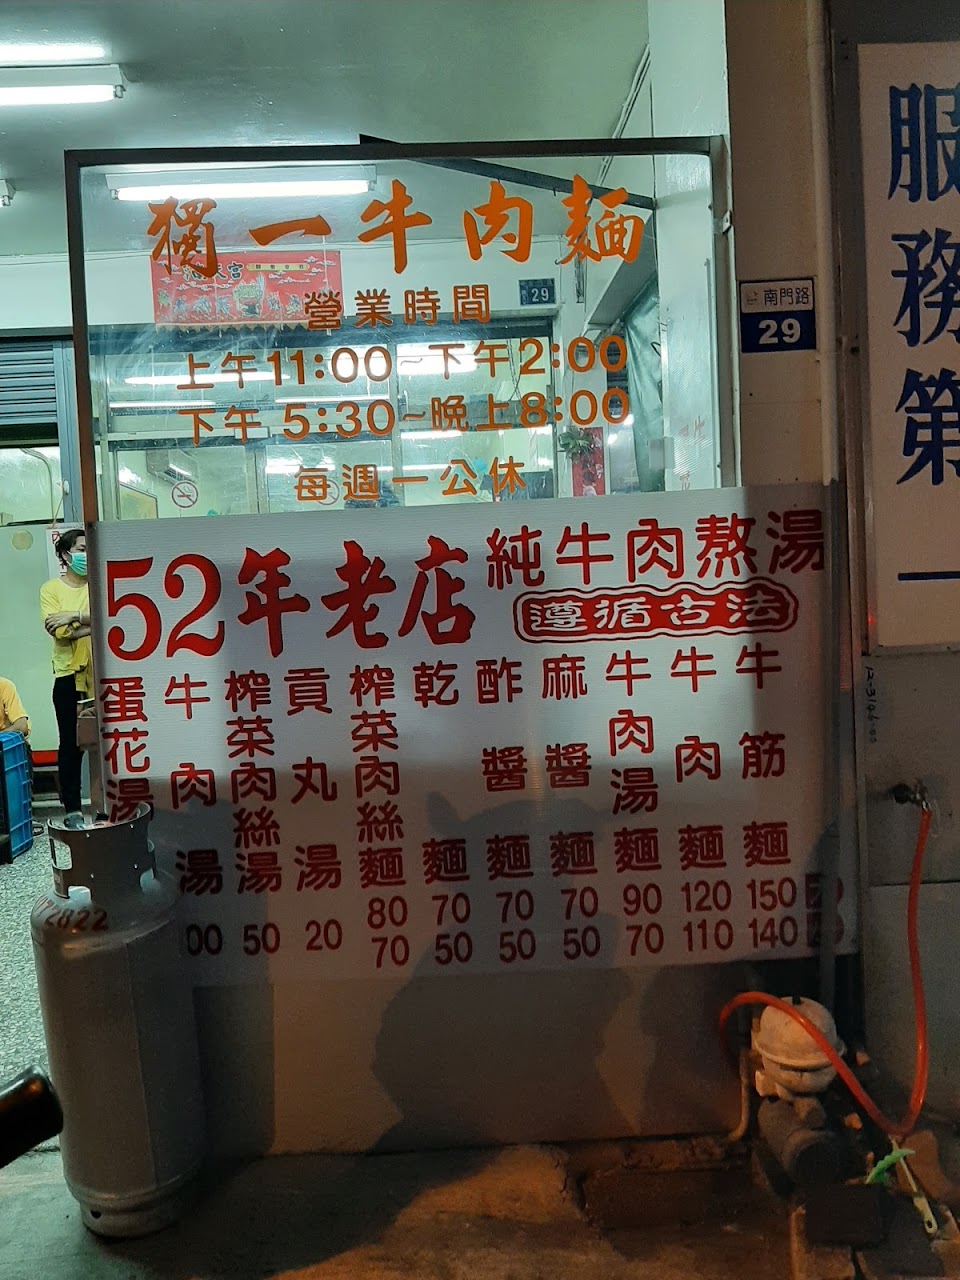 獨一牛肉麵
營業時間
上午11:00~下午2:00
下午 5:30~晚上8:00
每週一公休
29
南門路
29
52年老店
純牛肉熬湯
遵循古法
牛筋麵 150 140
牛肉麵 120 110
牛肉湯麵 90 70
麻醬麵 70 50
酢醬麵 70 50
乾麵 70 50
榨菜肉絲麵 80 70
貢丸湯 20
榨菜肉絲湯 50
牛肉湯 00
蛋花湯
服務第一